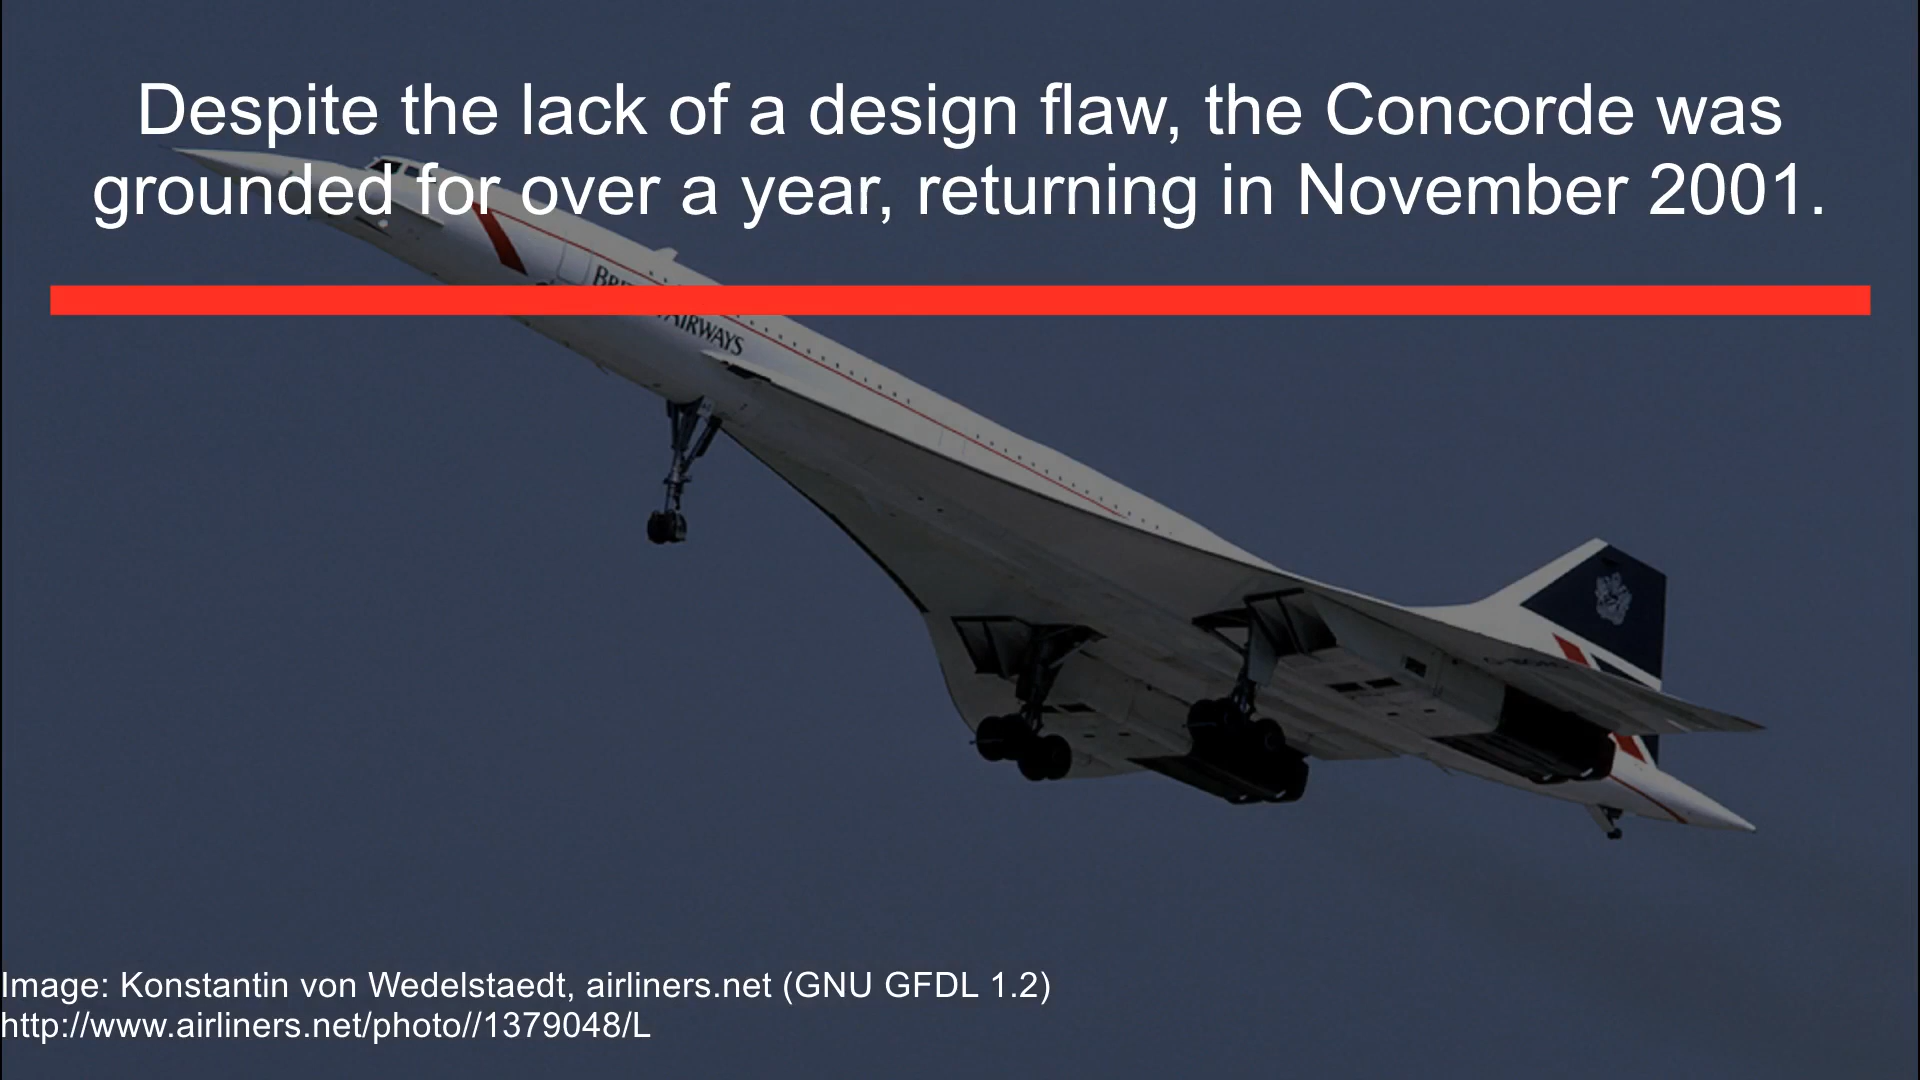 Despite the lack of a design flaw, the Concorde was
grounded for over a year, returning in November 2001.
AIRWAYS
Image: Konstantin von Wedelstaedt, airliners.net (GNU GFDL 1.2)
http://www.airliners.net/photo//1379048/L